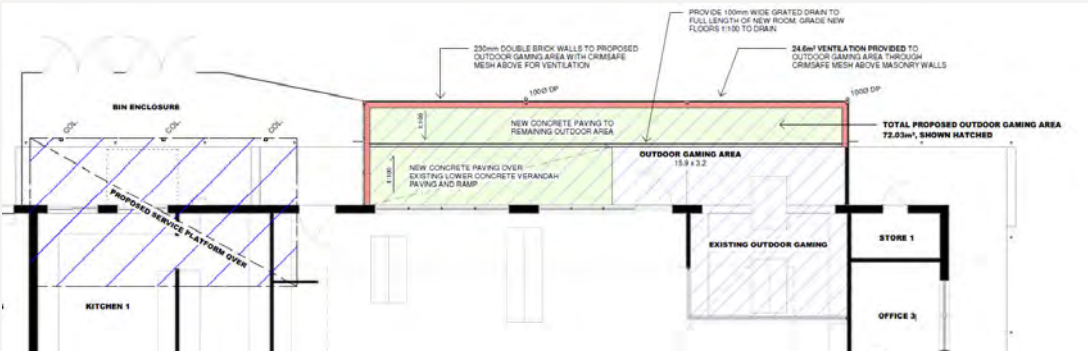 PROVIDE 100mm WIDE GRATED DRAIN TO
FULL LENGTH OF NEW ROOM, GRADE NEW
FLOORS 1:100 TO DRAIN
230mm DOUBLE BRICK WALLS TO PROPOSED
OUTDOOR GAMING AREA WITH CRIMSAFE
MESH ABOVE FOR VENTILATION
24.6m² VENTILATION PROVIDED TO
OUTDOOR GAMING AREA THROUGH
CRIMSAFE MESH ABOVE MASONRY WALLS
100Ø DP
100Ø DP
BIN ENCLOSURE
COL.
COL.
COL.
1:100
NEW CONCRETE PAVING TO
REMAINING OUTDOOR AREA
TOTAL PROPOSED OUTDOOR GAMING AREA
72.03m², SHOWN HATCHED
OUTDOOR GAMING AREA
15.9 x 3.2
1:100
NEW CONCRETE PAVING OVER
EXISTING LOWER CONCRETE VERANDAH
PAVING AND RAMP
PROPOSED SERVICE PLATFORM OVER
EXISTING OUTDOOR GAMING
STORE 1
KITCHEN 1
OFFICE 3